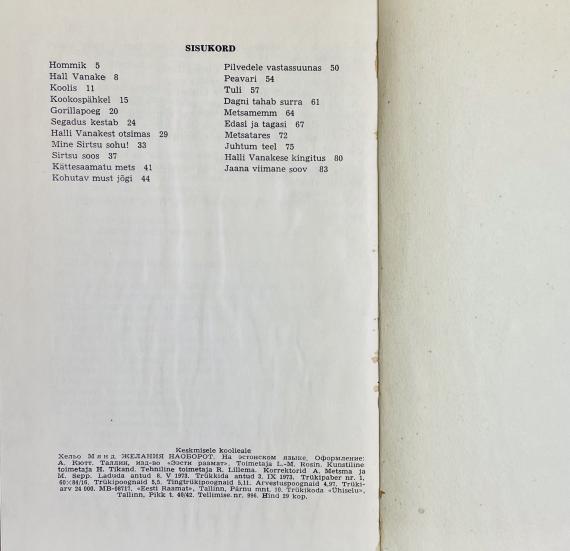 SISUKORD
Hommik 5
Hall Vanake 8
Koolis 11
Kookospähkel 15
Gorillapoeg 20
Segadus kestab 24
Halli Vanakest otsimas 29
Mine Sirtsu sohu! 33
Sirtsu soos 37
Kättesaamatu mets 41
Kohutav must jõgi 44
Pilvedele vastassuunas 50
Peavari 54
Tuli 57
Dagni tahab surra 61
Metsamemm 64
Edasi ja tagasi 67
Metsatares 72
Juhtum teel 75
Halli Vanakese kingitus 80
Jaana viimane soov 83
Keskmisele koolieale
Хельо Мянд. ЖЕЛАНИЯ НАОБОРОТ. На эстонском языке. Оформление:
А. Кютт. Таллин, изд-во «Ээсти раамат». Toimetaja L.-M. Rosin. Kunstiline
toimetaja H. Tikand. Tehniline toimetaja R. Lillema. Korrektorid A. Metsma ja
M. Sepp. Laduda antud 8. V 1973. Trükkida antud 3. IX 1973. Trükipaber nr. 1,
60×84/16. Trükipoognaid 5,5. Tingtrükipoognaid 5,11. Arvestuspoognaid 4,97. Trüki-
arv 24 000. MB-08717. «Eesti Raamat», Tallinn, Pärnu mnt. 10. Trükikoda «Ühiselu»,
Tallinn, Pikk t. 40/42. Tellimise nr. 996. Hind 29 kop.